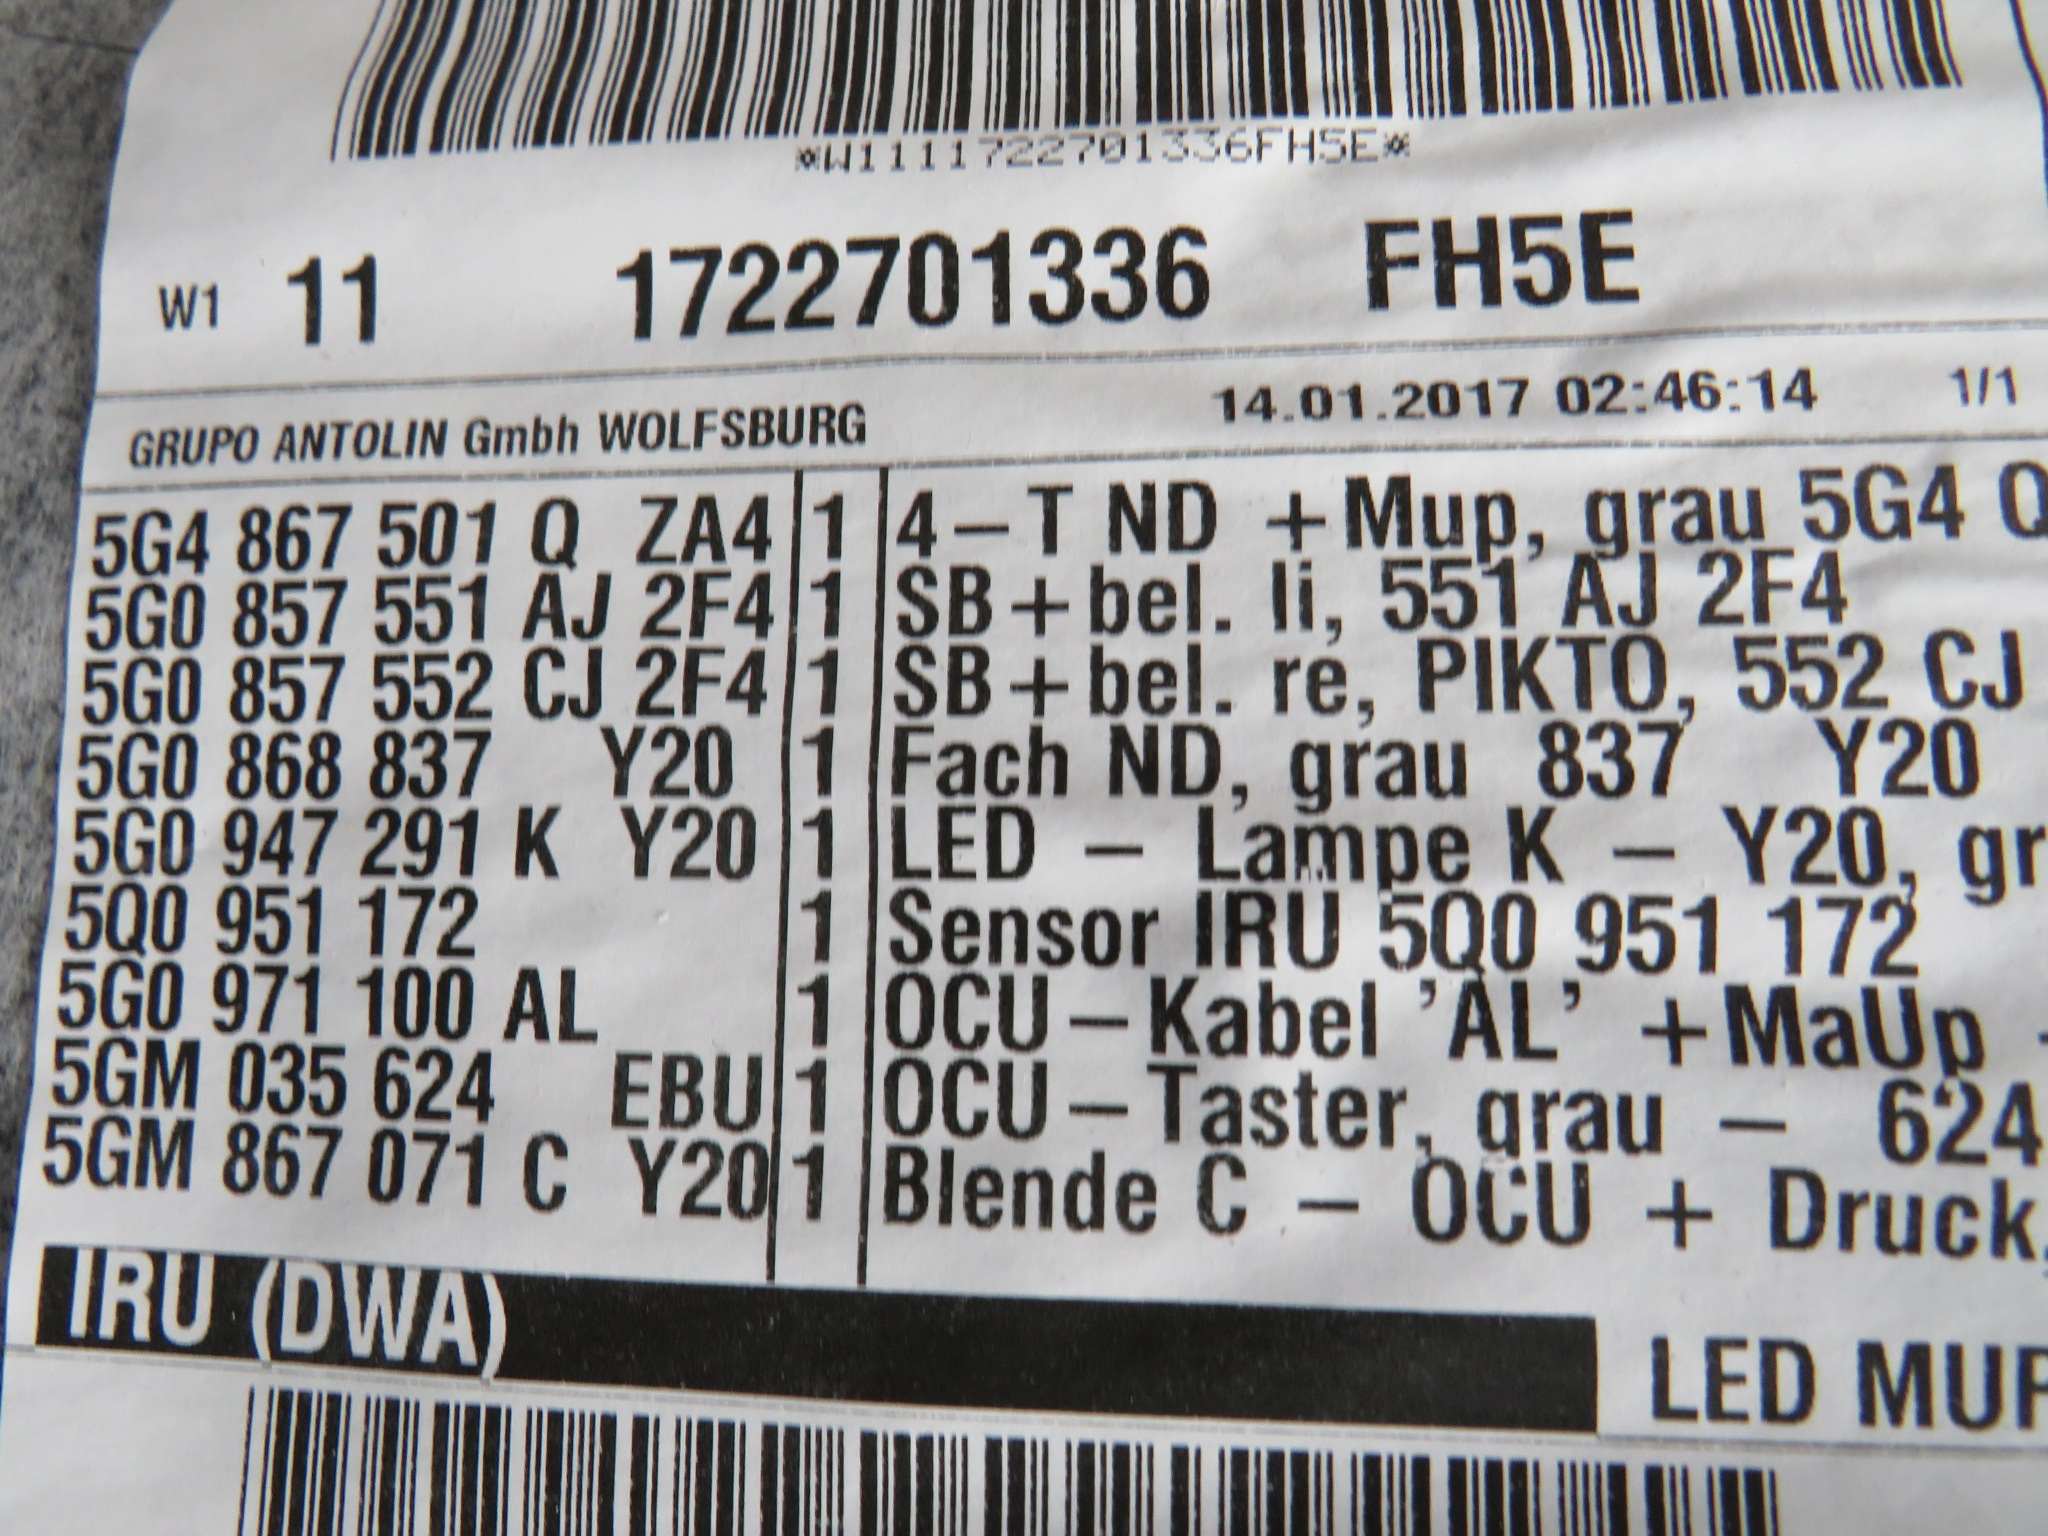 *W1111722701336FH5E*
W1 11 1722701336 FH5E
GRUPO ANTOLIN Gmbh WOLFSBURG 14.01.2017 02:46:14 1/1
5G4 867 501 Q ZA4 1 4-T ND +Mup, grau 5G4 Q
5G0 857 551 AJ 2F4 1 SB+bel. li, 551 AJ 2F4
5G0 857 552 CJ 2F4 1 SB+bel. re, PIKTO, 552 CJ
5G0 868 837 Y20 1 Fach ND, grau 837 Y20
5G0 947 291 K Y20 1 LED - Lampe K - Y20, gr
5Q0 951 172 1 Sensor IRU 5Q0 951 172
5G0 971 100 AL 1 OCU-Kabel 'AL' +MaUp -
5GM 035 624 EBU 1 OCU-Taster, grau - 624
5GM 867 071 C Y20 1 Blende C - OCU + Druck,
IRU (DWA) LED MUP